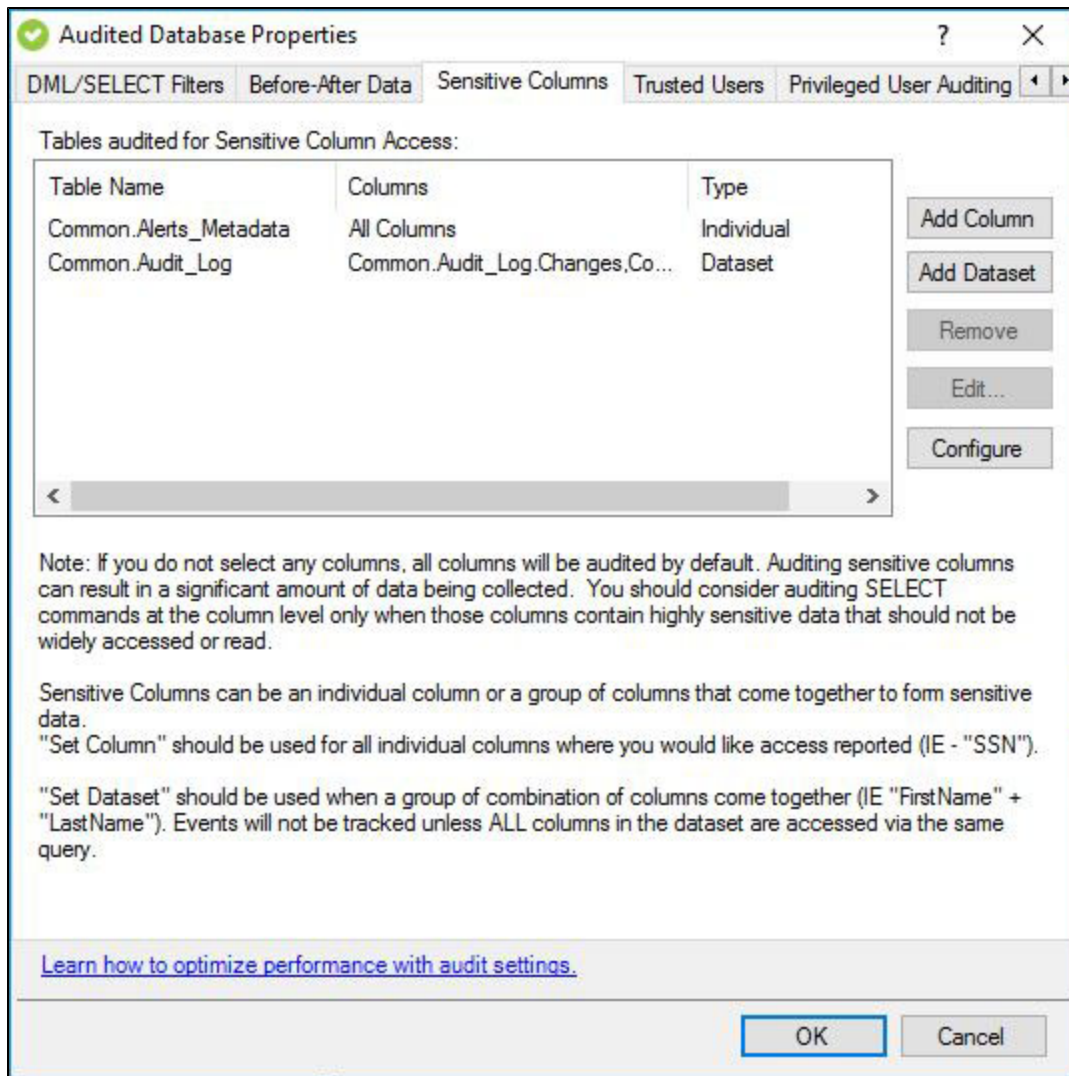 Audited Database Properties
?
DML/SELECT Filters Before-After Data Sensitive Columns Trusted Users Privileged User Auditing
Tables audited for Sensitive Column Access:
Table Name Columns Type
Common.Alerts_Metadata All Columns Individual
Common.Audit_Log Common.Audit_Log.Changes,Co... Dataset
Add Column
Add Dataset
Remove
Edit...
Configure
Note: If you do not select any columns, all columns will be audited by default. Auditing sensitive columns
can result in a significant amount of data being collected. You should consider auditing SELECT
commands at the column level only when those columns contain highly sensitive data that should not be
widely accessed or read.
Sensitive Columns can be an individual column or a group of columns that come together to form sensitive
data.
"Set Column" should be used for all individual columns where you would like access reported (IE - "SSN").
"Set Dataset" should be used when a group of combination of columns come together (IE "FirstName" +
"LastName"). Events will not be tracked unless ALL columns in the dataset are accessed via the same
query.
Learn how to optimize performance with audit settings.
OK Cancel